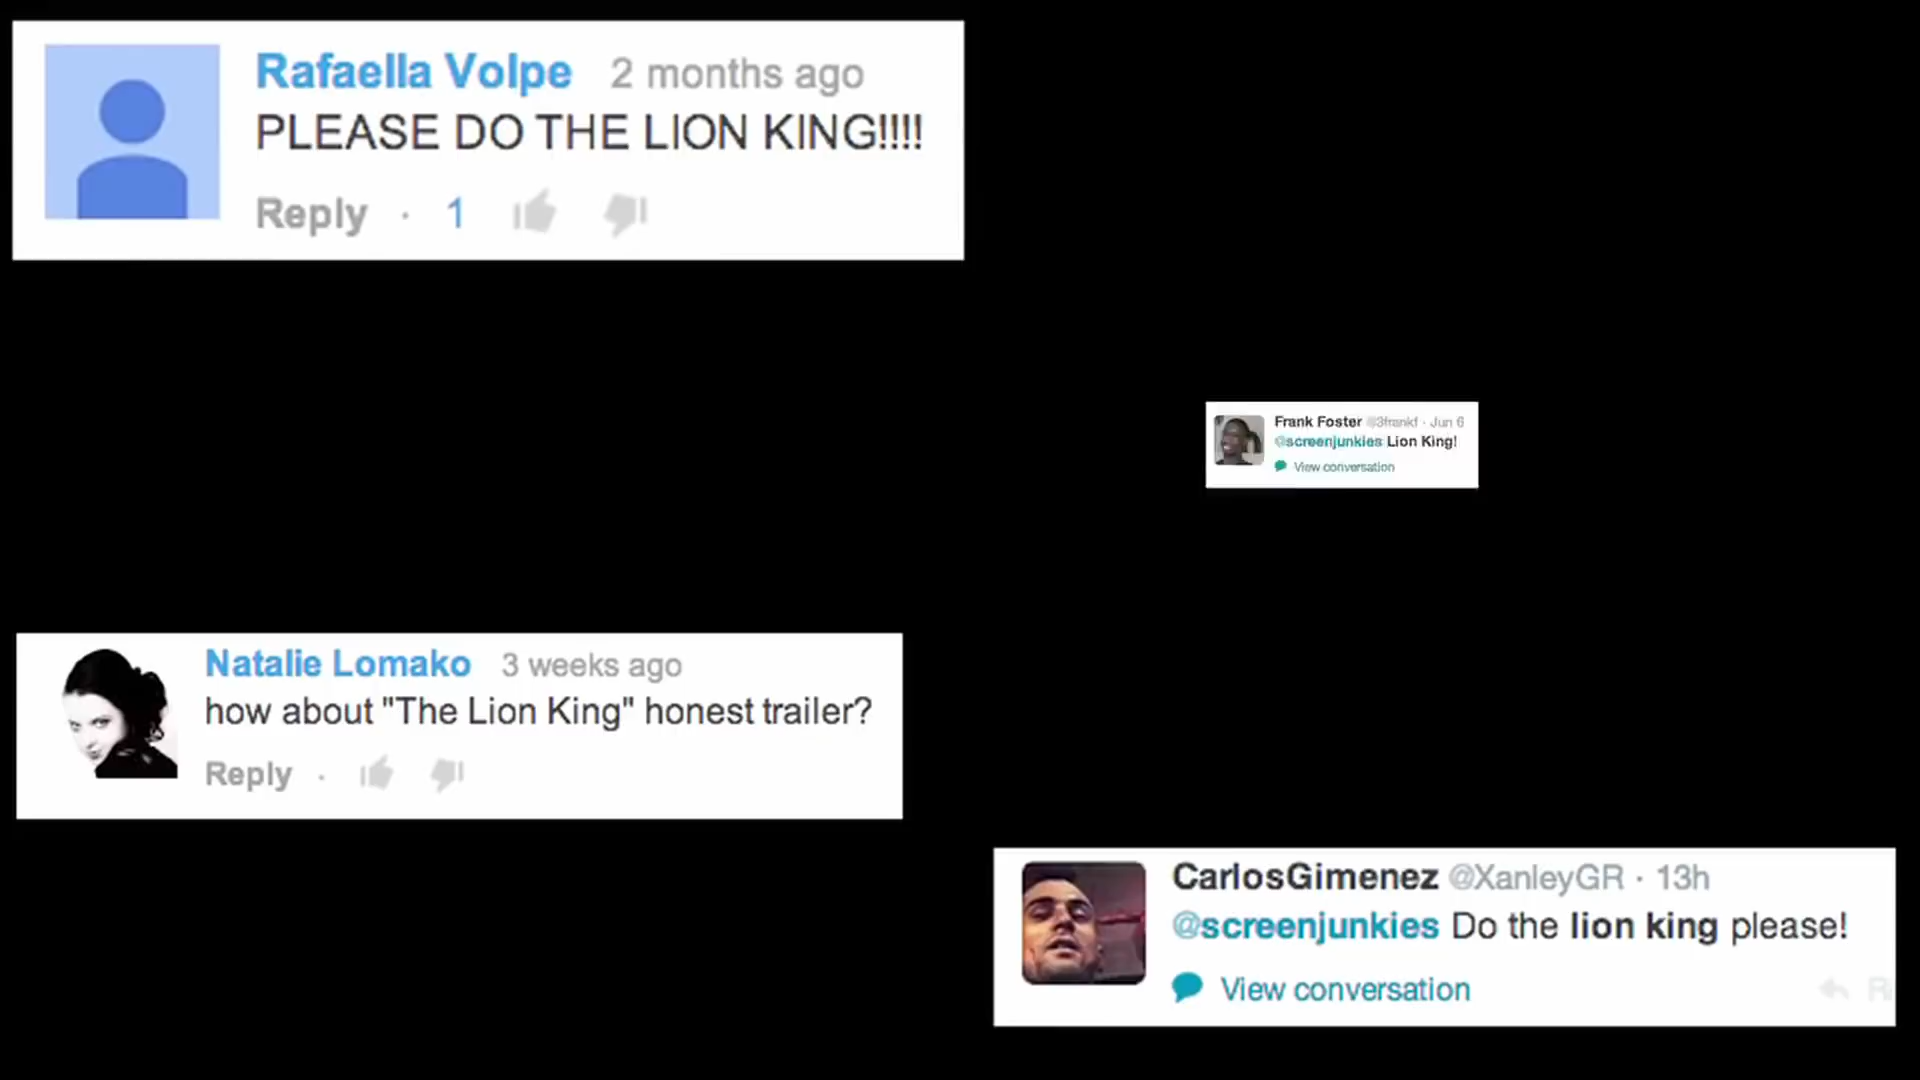 Rafaella Volpe 2 months ago
PLEASE DO THE LION KING!!!!
Reply · 1
Frank Foster @3frankf · Jun 6
@screenjunkies Lion King!
View conversation
Natalie Lomako 3 weeks ago
how about "The Lion King" honest trailer?
Reply ·
CarlosGimenez @XanleyGR · 13h
@screenjunkies Do the lion king please!
View conversation